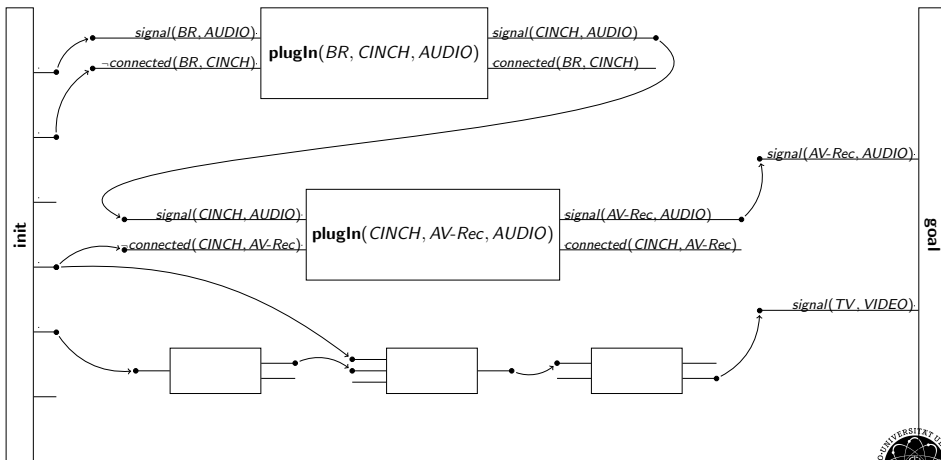 signal(BR, AUDIO)
¬connected(BR, CINCH)
plugIn(BR, CINCH, AUDIO)
signal(CINCH, AUDIO)
connected(BR, CINCH)
signal(AV-Rec, AUDIO)
init
signal(CINCH, AUDIO)
¬connected(CINCH, AV-Rec)
plugIn(CINCH, AV-Rec, AUDIO)
signal(AV-Rec, AUDIO)
connected(CINCH, AV-Rec)
goal
signal(TV, VIDEO)